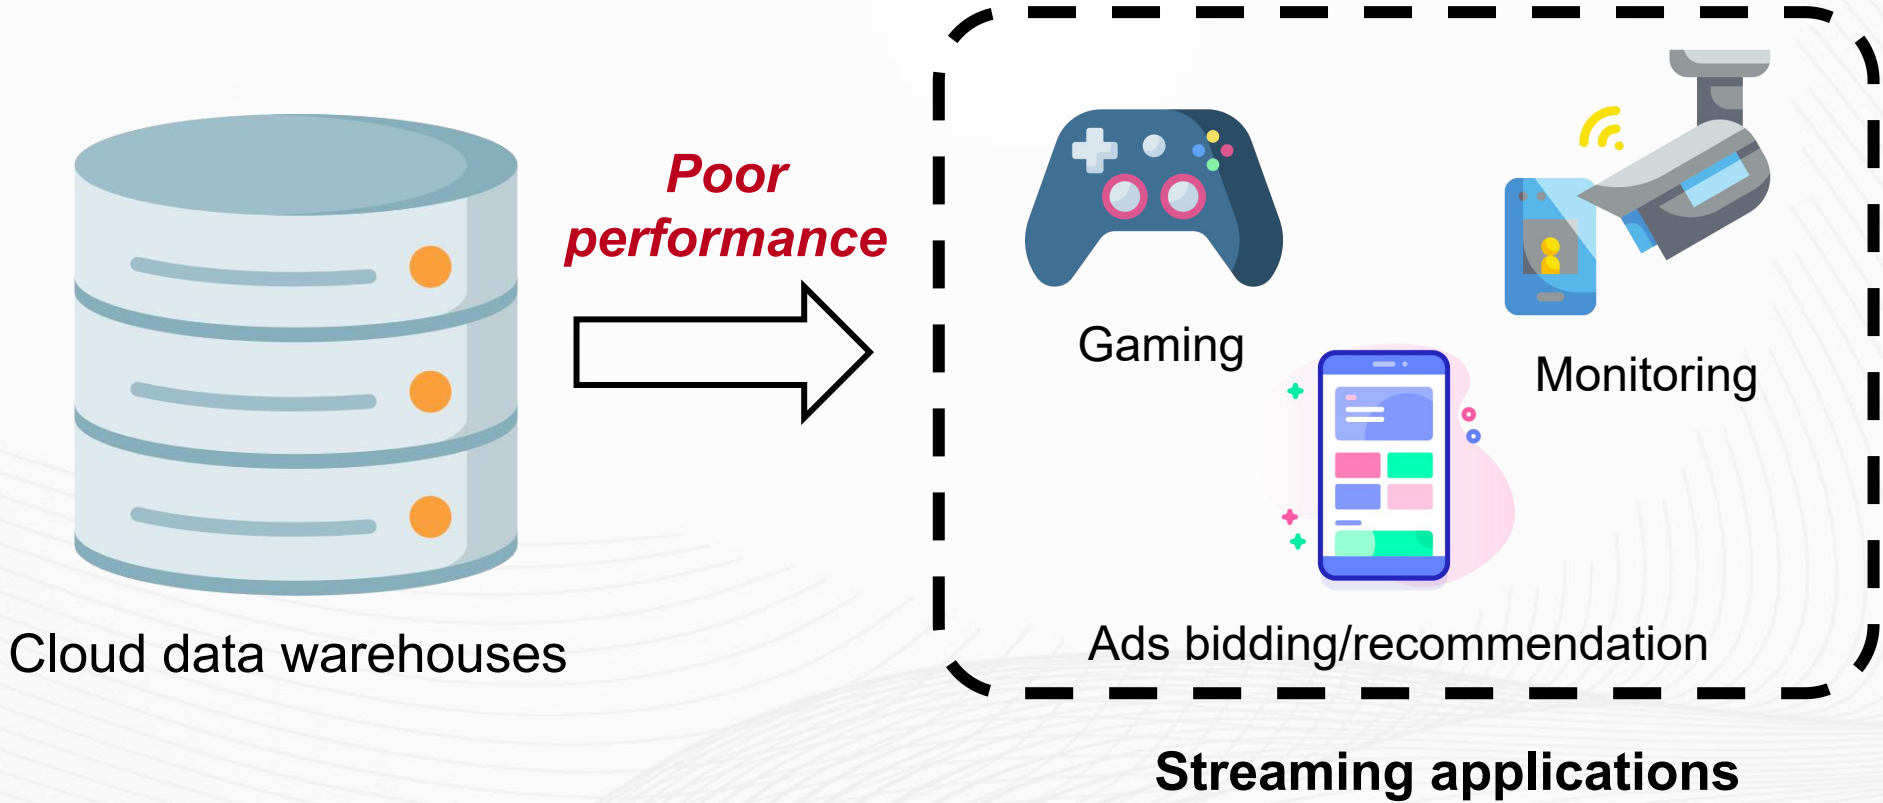 Poor
performance
Cloud data warehouses
Gaming
Monitoring
Ads bidding/recommendation
Streaming applications